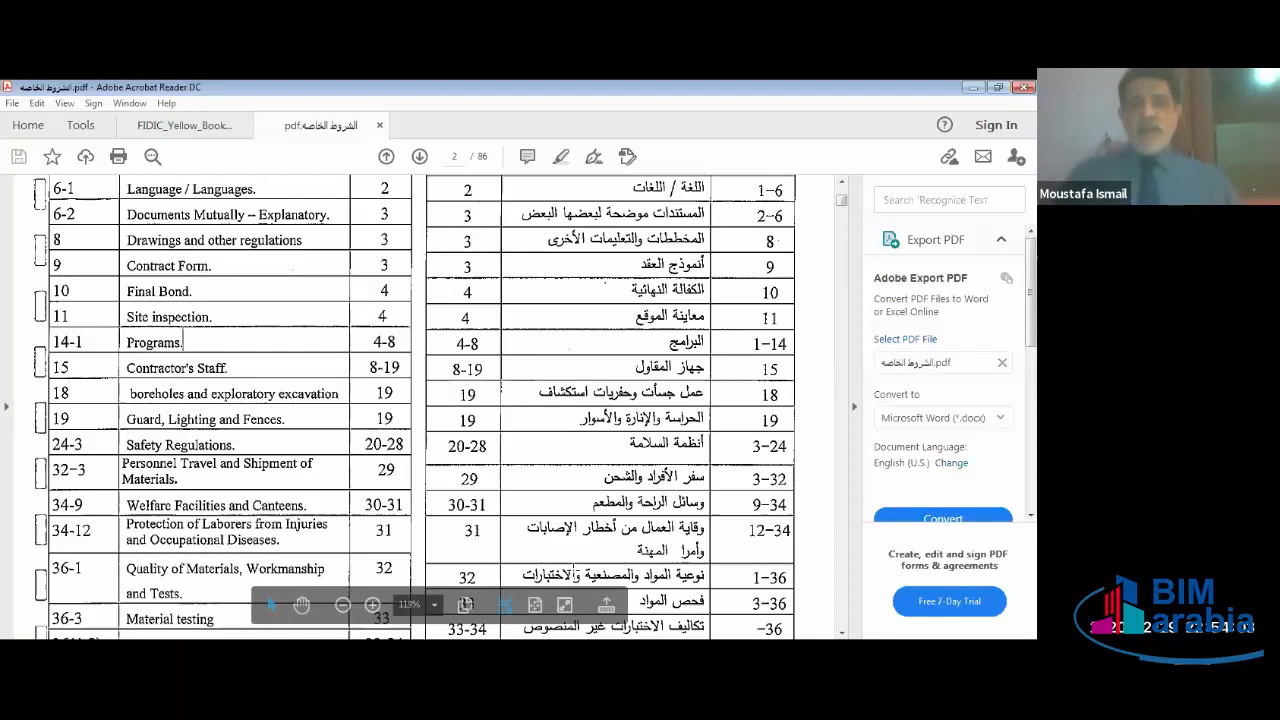 الشروط الخاصه.pdf - Adobe Acrobat Reader DC
File Edit View Sign Window Help
Home Tools FIDIC_Yellow_Book... الشروط الخاصه.pdf Sign In
2 / 86
6-1 Language / Languages. 2
6-2 Documents Mutually – Explanatory. 3
8 Drawings and other regulations 3
9 Contract Form. 3
10 Final Bond. 4
11 Site inspection. 4
14-1 Programs. 4-8
15 Contractor's Staff. 8-19
18 boreholes and exploratory excavation 19
19 Guard, Lighting and Fences. 19
24-3 Safety Regulations. 20-28
32-3 Personnel Travel and Shipment of
Materials. 29
34-9 Welfare Facilities and Canteens. 30-31
34-12 Protection of Laborers from Injuries
and Occupational Diseases. 31
36-1 Quality of Materials, Workmanship
and Tests. 32
36-3 Material testing 33
1-6 اللغة / اللغات 2
2-6 المستندات موضحة لبعضها البعض 3
8 المخططات والتعليمات الأخرى 3
9 أنموذج العقد 3
10 الكفالة النهائية 4
11 معاينة الموقع 4
1-14 البرامج 4-8
15 جهاز المقاول 8-19
18 عمل جسأت وحفريات استكشاف 19
19 الحراسة والإنارة والأسوار 19
3-24 أنظمة السلامة 20-28
3-32 سفر الأفراد والشحن 29
9-34 وسائل الراحة والمطعم 30-31
12-34 وقاية العمال من أخطار الإصابات 31
وأمرا المهنة
1-36 نوعية المواد والمصنعية والاختبارات 32
3-36 فحص المواد
-36 تكاليف الاختبارات غير المنصوص 33-34
118%
Search 'Recognize Text'
Export PDF
Adobe Export PDF
Convert PDF Files to Word
or Excel Online
Select PDF File
الشروط الخاصه.pdf
Convert to
Microsoft Word (*.docx)
Document Language:
English (U.S.) Change
Convert
Create, edit and sign PDF
forms & agreements
Free 7-Day Trial
Moustafa Ismail
BIM
arabia